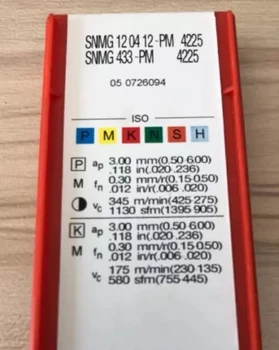 SNMG 12 04 12-PM 4225
SNMG 433-PM 4225
05 0726094
ISO
P M K N S H
P ap 3.00 mm(0.50-6.00)
.118 in(.020-.236)
M fn 0.30 mm/r(0.15-0.50)
.012 in/r(.006-.020)
vc 345 m/min(425-275)
1130 sfm(1395-905)
K ap 3.00 mm(0.50-6.00)
.118 in(.020-.236)
M fn 0.30 mm/r(0.15-0.50)
.012 in/r(.006-.020)
vc 175 m/min(230-135)
580 sfm(755-445)